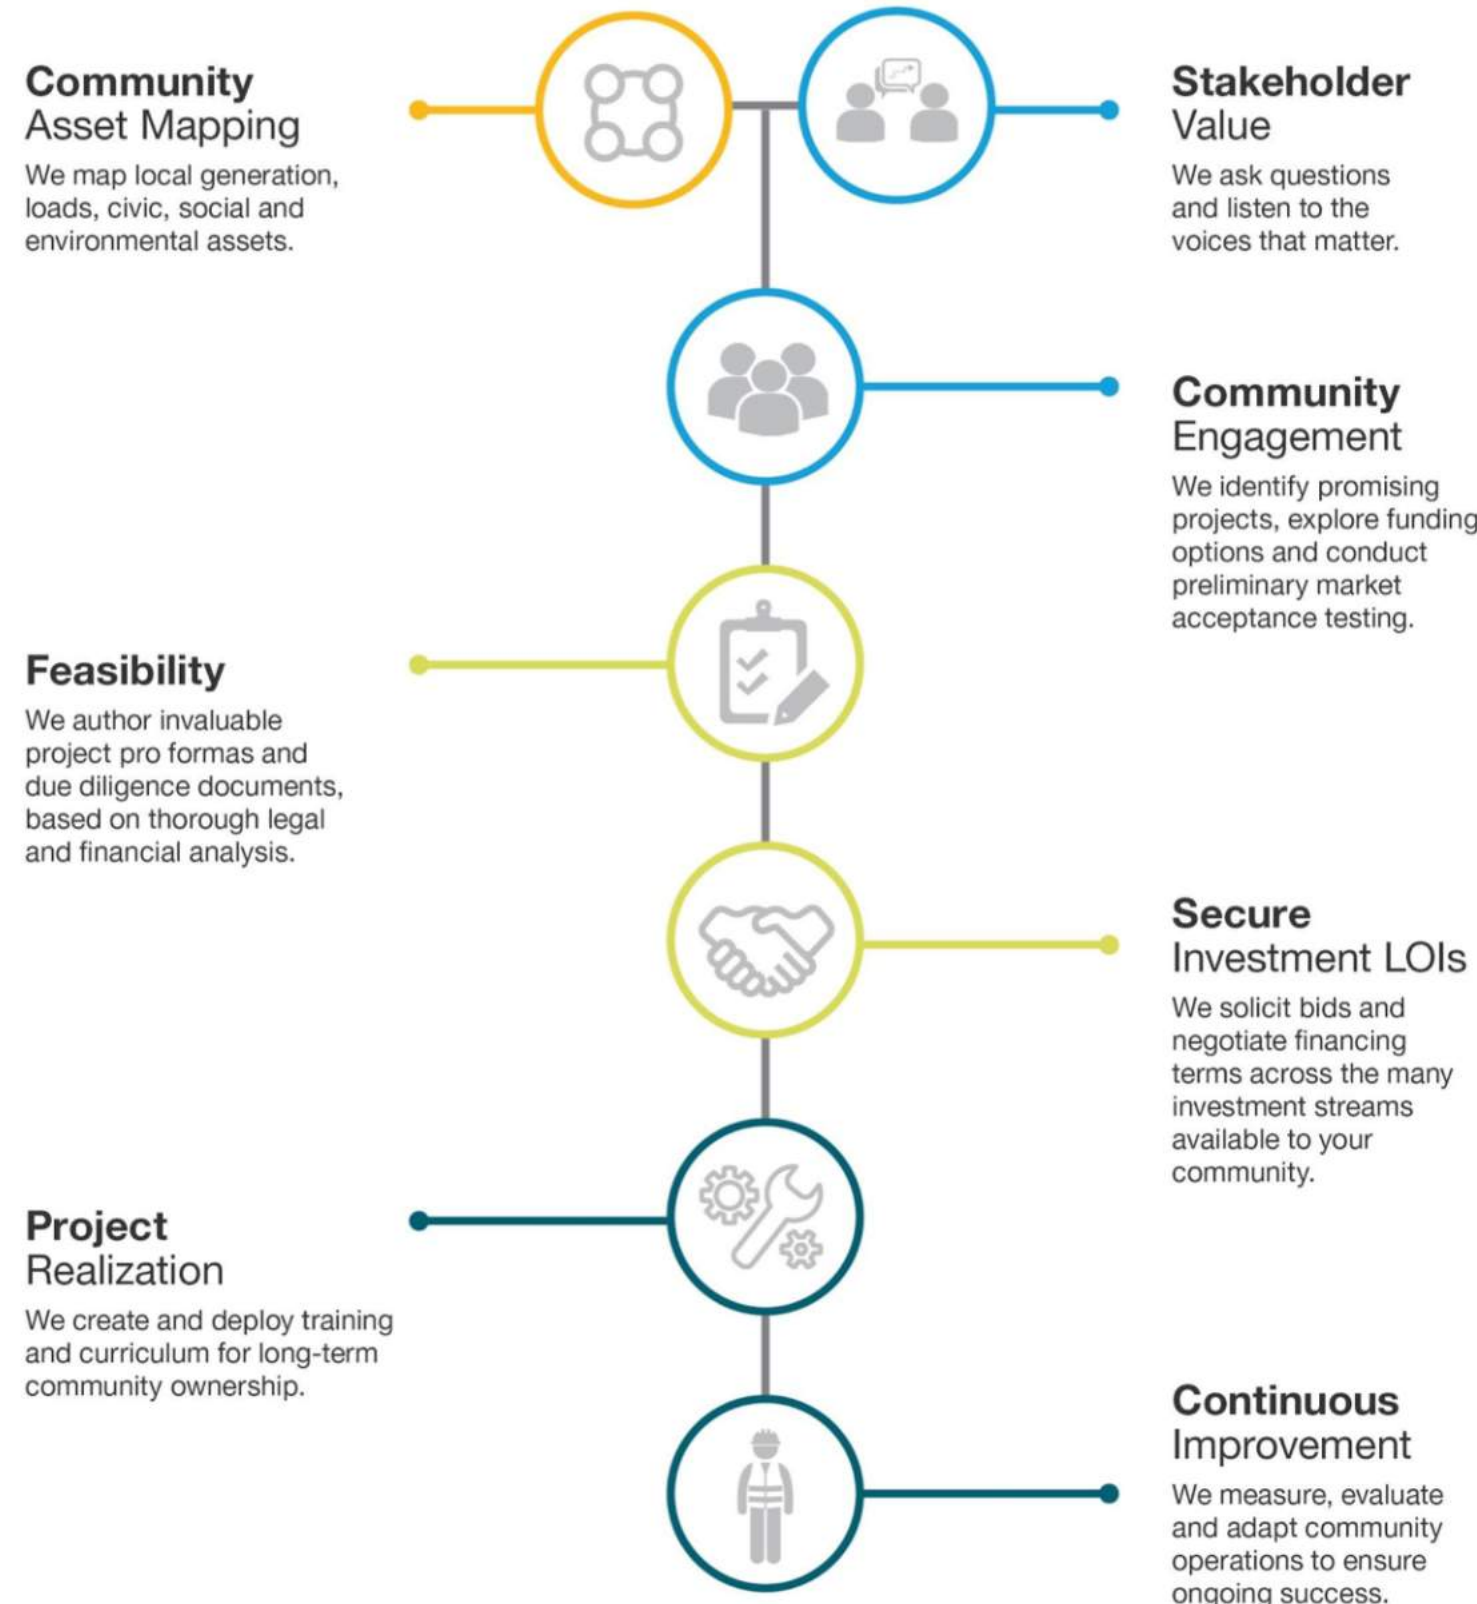 Community
Asset Mapping
We map local generation,
loads, civic, social and
environmental assets.
Stakeholder
Value
We ask questions
and listen to the
voices that matter.
Community
Engagement
We identify promising
projects, explore funding
options and conduct
preliminary market
acceptance testing.
Feasibility
We author invaluable
project pro formas and
due diligence documents,
based on thorough legal
and financial analysis.
Secure
Investment LOIs
We solicit bids and
negotiate financing
terms across the many
investment streams
available to your
community.
Project
Realization
We create and deploy training
and curriculum for long-term
community ownership.
Continuous
Improvement
We measure, evaluate
and adapt community
operations to ensure
ongoing success.